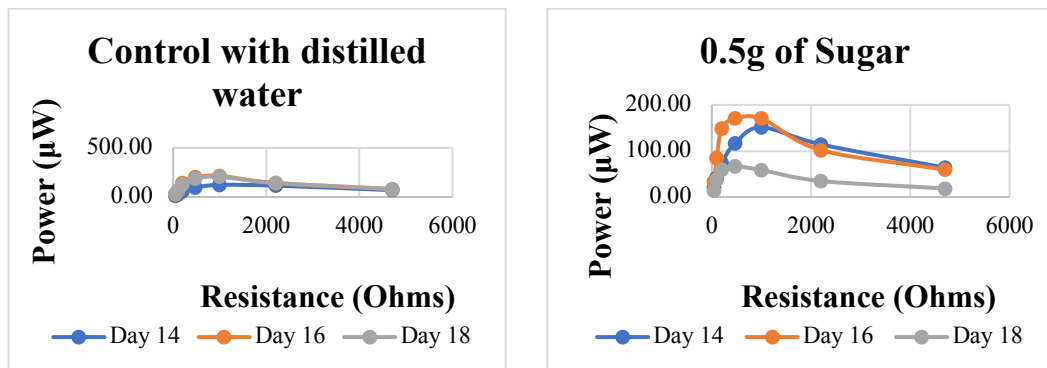 Control with distilled
water
Power (µW)
500.00
0.00
0 2000 4000 6000
Resistance (Ohms)
Day 14 Day 16 Day 18
0.5g of Sugar
Power (µW)
200.00
100.00
0.00
0 2000 4000 6000
Resistance (Ohms)
Day 14 Day 16 Day 18